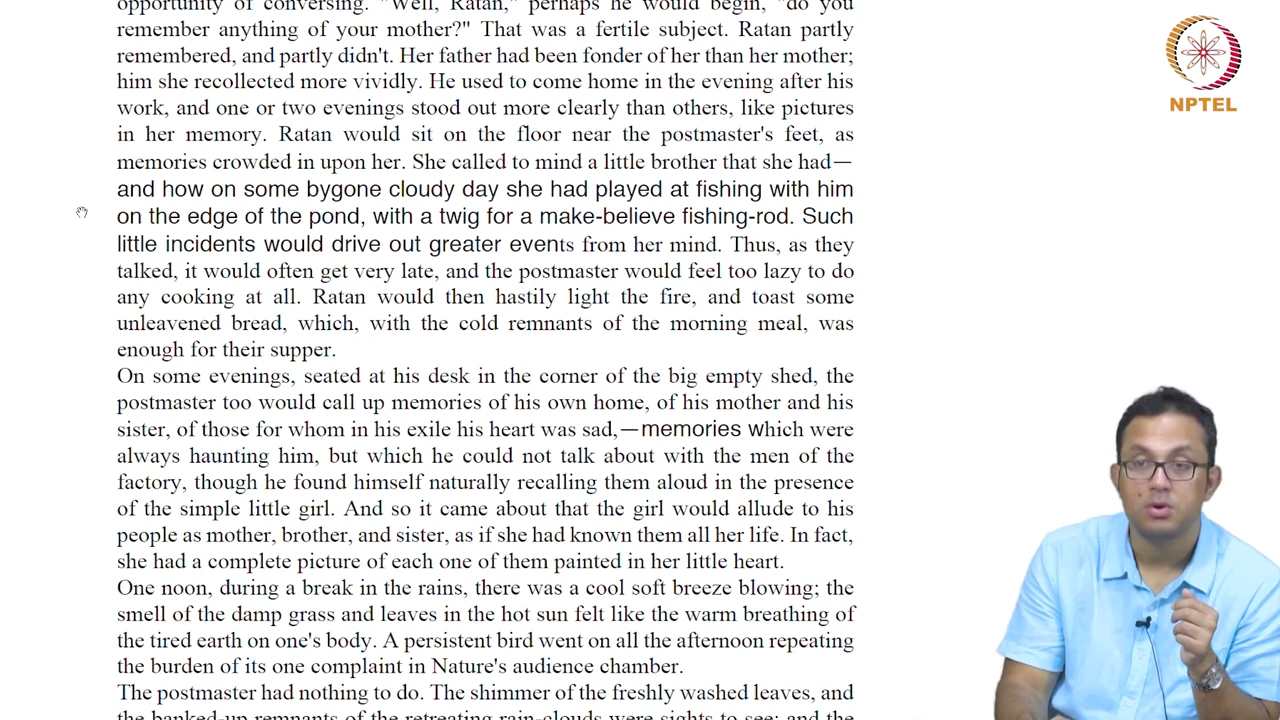 opportunity of conversing. "Well, Ratan," perhaps he would begin, "do you
remember anything of your mother?" That was a fertile subject. Ratan partly
remembered, and partly didn't. Her father had been fonder of her than her mother;
him she recollected more vividly. He used to come home in the evening after his
work, and one or two evenings stood out more clearly than others, like pictures
in her memory. Ratan would sit on the floor near the postmaster's feet, as
memories crowded in upon her. She called to mind a little brother that she had—
and how on some bygone cloudy day she had played at fishing with him
on the edge of the pond, with a twig for a make-believe fishing-rod. Such
little incidents would drive out greater events from her mind. Thus, as they
talked, it would often get very late, and the postmaster would feel too lazy to do
any cooking at all. Ratan would then hastily light the fire, and toast some
unleavened bread, which, with the cold remnants of the morning meal, was
enough for their supper.
On some evenings, seated at his desk in the corner of the big empty shed, the
postmaster too would call up memories of his own home, of his mother and his
sister, of those for whom in his exile his heart was sad,—memories which were
always haunting him, but which he could not talk about with the men of the
factory, though he found himself naturally recalling them aloud in the presence
of the simple little girl. And so it came about that the girl would allude to his
people as mother, brother, and sister, as if she had known them all her life. In fact,
she had a complete picture of each one of them painted in her little heart.
One noon, during a break in the rains, there was a cool soft breeze blowing; the
smell of the damp grass and leaves in the hot sun felt like the warm breathing of
the tired earth on one's body. A persistent bird went on all the afternoon repeating
the burden of its one complaint in Nature's audience chamber.
The postmaster had nothing to do. The shimmer of the freshly washed leaves, and
the banked-up remnants of the retreating rain-clouds were sights to see; and the
NPTEL